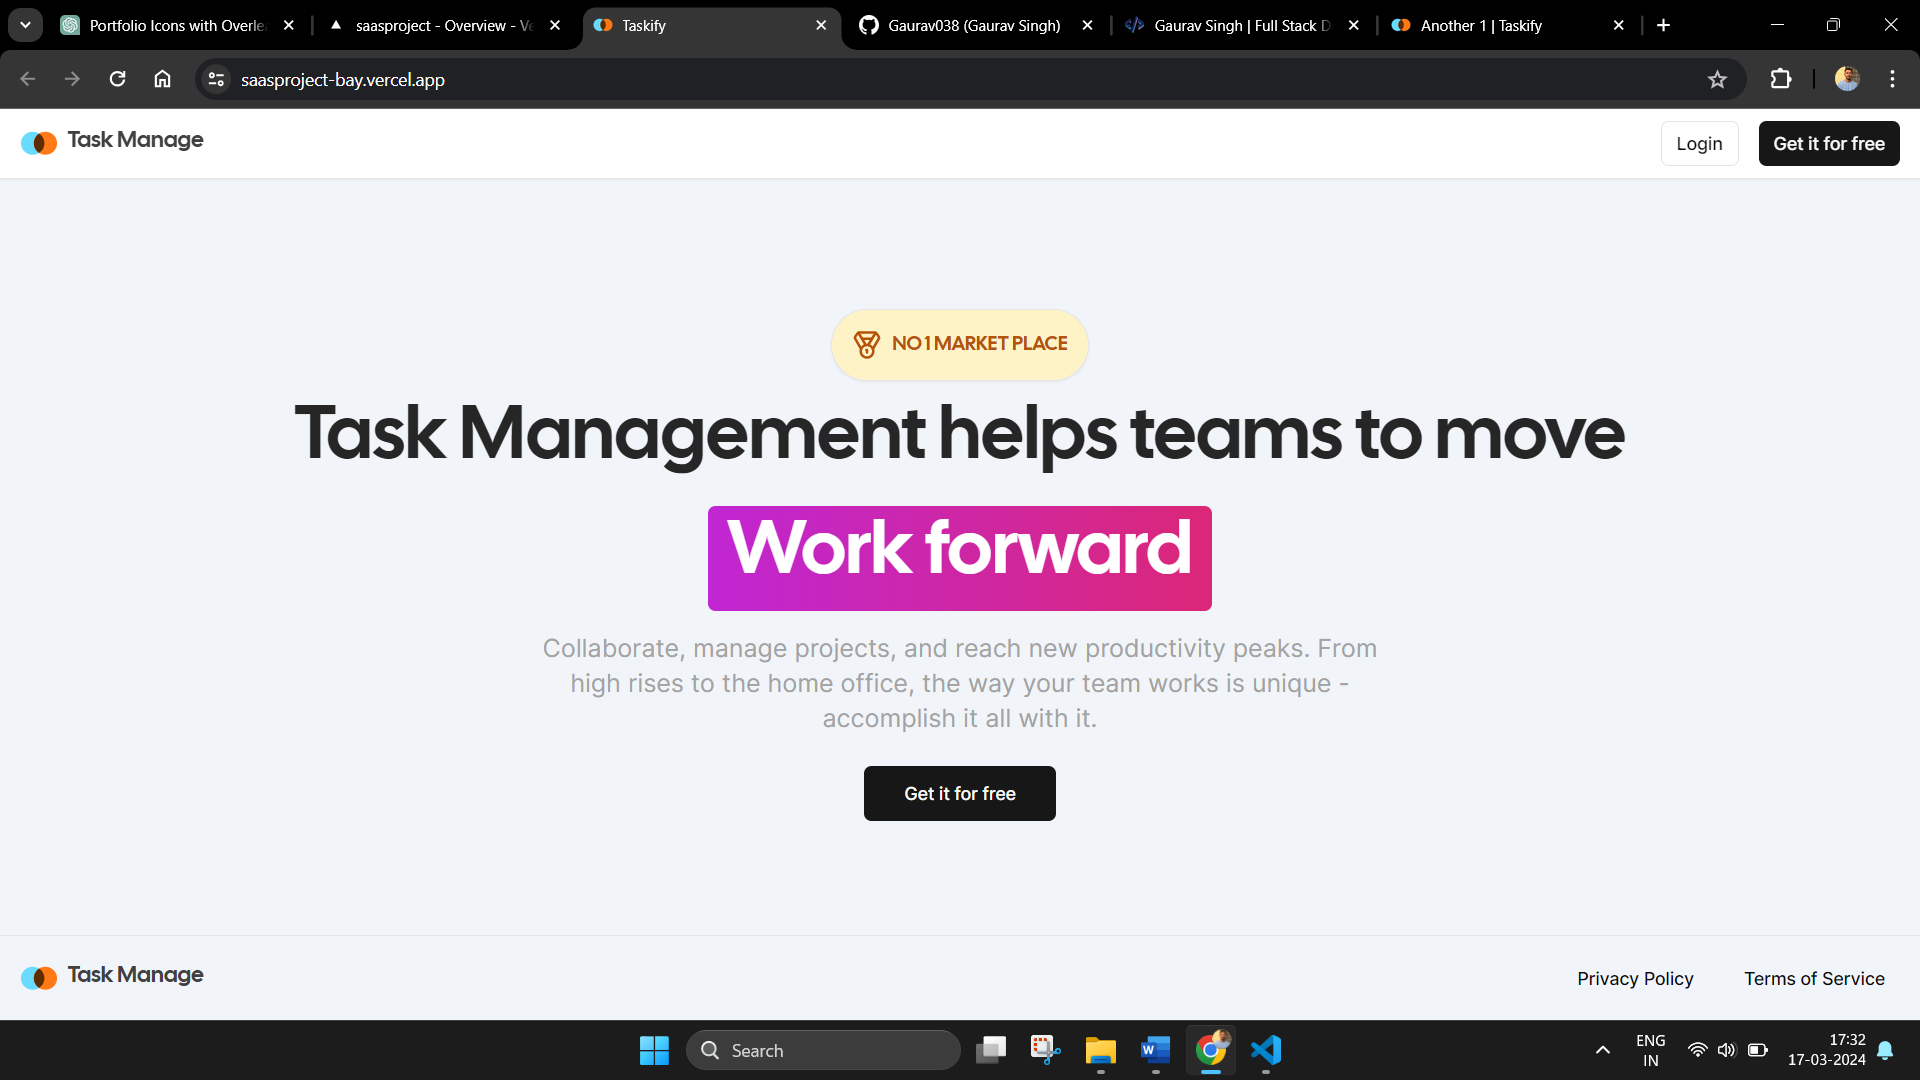 Portfolio Icons with Overle
saasproject - Overview - Ve
Taskify
Gaurav038 (Gaurav Singh)
Gaurav Singh | Full Stack D
Another 1 | Taskify
saasproject-bay.vercel.app
Task Manage
Login
Get it for free
NO 1 MARKET PLACE
Task Management helps teams to move
Work forward
Collaborate, manage projects, and reach new productivity peaks. From
high rises to the home office, the way your team works is unique -
accomplish it all with it.
Get it for free
Task Manage
Privacy Policy
Terms of Service
Search
ENG
IN
17:32
17-03-2024